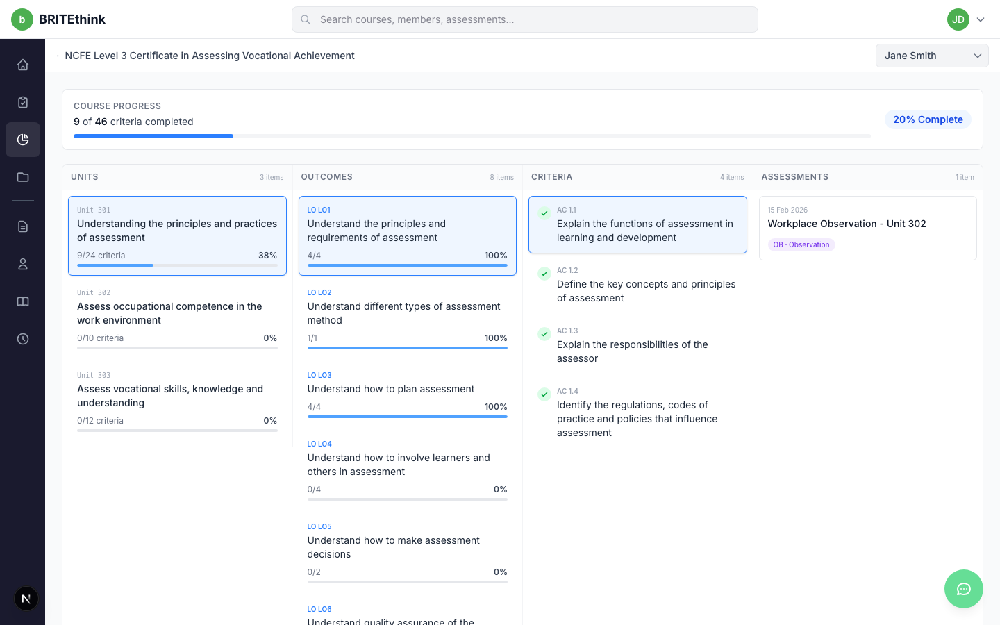 b BRITEthink
Search courses, members, assessments...
JD
· NCFE Level 3 Certificate in Assessing Vocational Achievement
Jane Smith
COURSE PROGRESS
9 of 46 criteria completed
20% Complete
UNITS 3 items
Unit 301
Understanding the principles and practices
of assessment
9/24 criteria 38%
Unit 302
Assess occupational competence in the
work environment
0/10 criteria 0%
Unit 303
Assess vocational skills, knowledge and
understanding
0/12 criteria 0%
OUTCOMES 8 items
LO LO1
Understand the principles and
requirements of assessment
4/4 100%
LO LO2
Understand different types of assessment
method
1/1 100%
LO LO3
Understand how to plan assessment
4/4 100%
LO LO4
Understand how to involve learners and
others in assessment
0/4 0%
LO LO5
Understand how to make assessment
decisions
0/2 0%
LO LO6
Understand quality assurance of the
CRITERIA 4 items
AC 1.1
Explain the functions of assessment in
learning and development
AC 1.2
Define the key concepts and principles
of assessment
AC 1.3
Explain the responsibilities of the
assessor
AC 1.4
Identify the regulations, codes of
practice and policies that influence
assessment
ASSESSMENTS 1 item
15 Feb 2026
Workplace Observation - Unit 302
OB · Observation
N